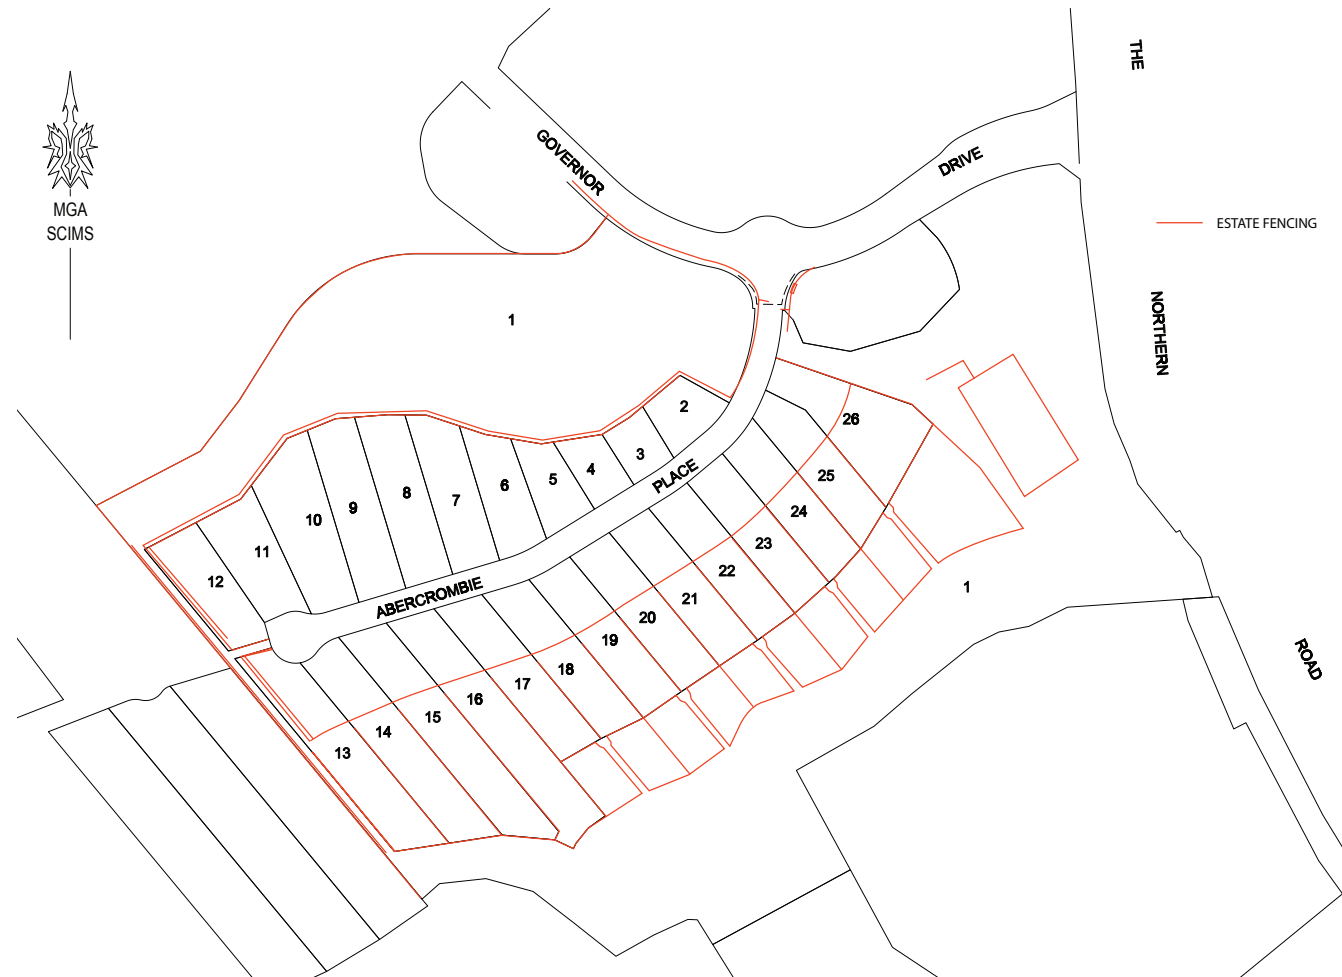 THE
GOVERNOR
DRIVE
MGA
SCIMS
ESTATE FENCING
NORTHERN
1
2
26
3
4
5
6
7
8
9
10
11
12
PLACE
25
24
23
22
21
20
19
18
17
16
15
14
13
ABERCROMBIE
1
ROAD